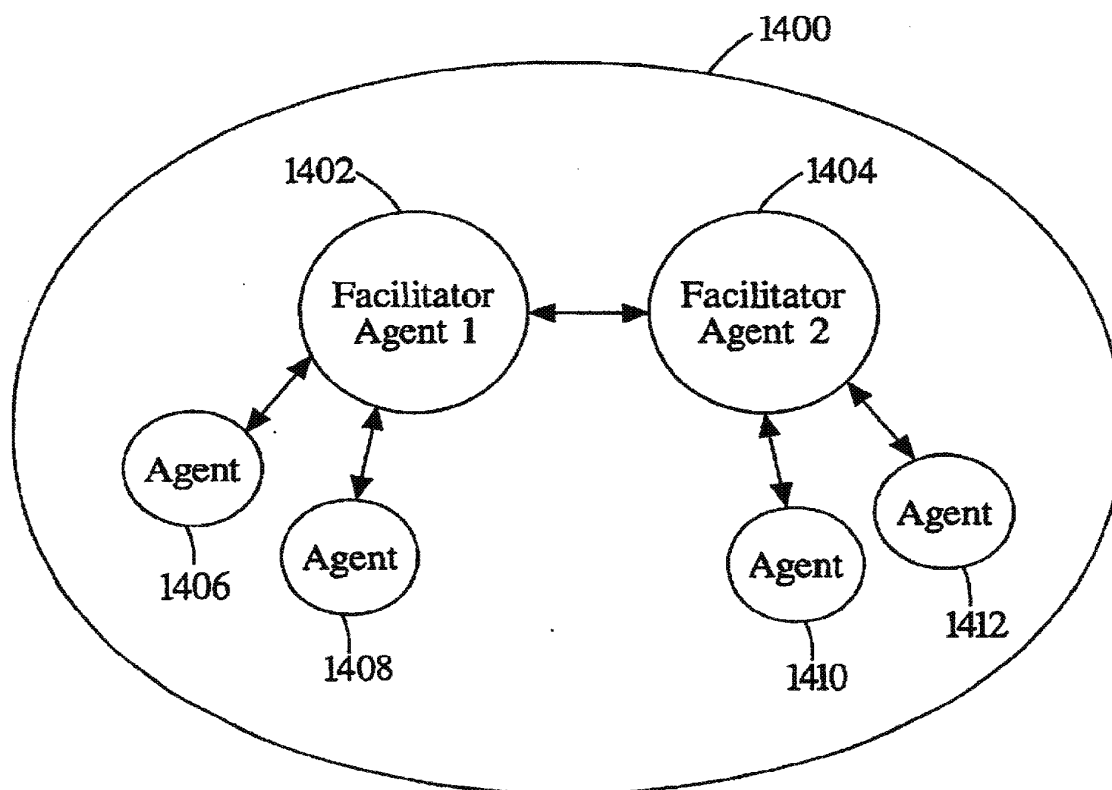 1400
1402
1404
Facilitator
Agent 1
Facilitator
Agent 2
Agent
Agent
Agent
Agent
1406
1408
1410
1412